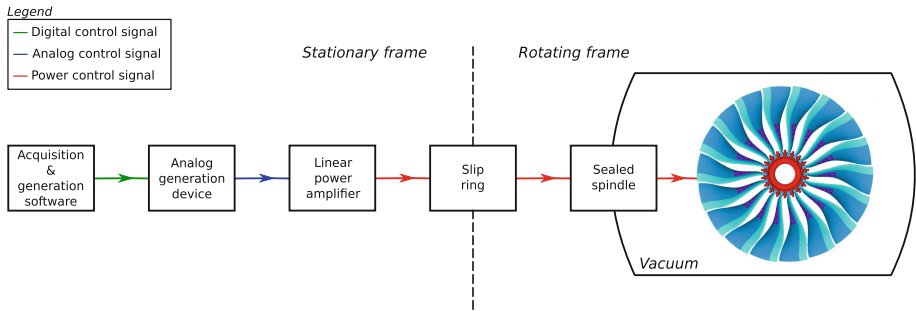 Legend
Digital control signal
Analog control signal
Power control signal
Stationary frame
Rotating frame
Acquisition
&
generation
software
Analog
generation
device
Linear
power
amplifier
Slip
ring
Sealed
spindle
Vacuum